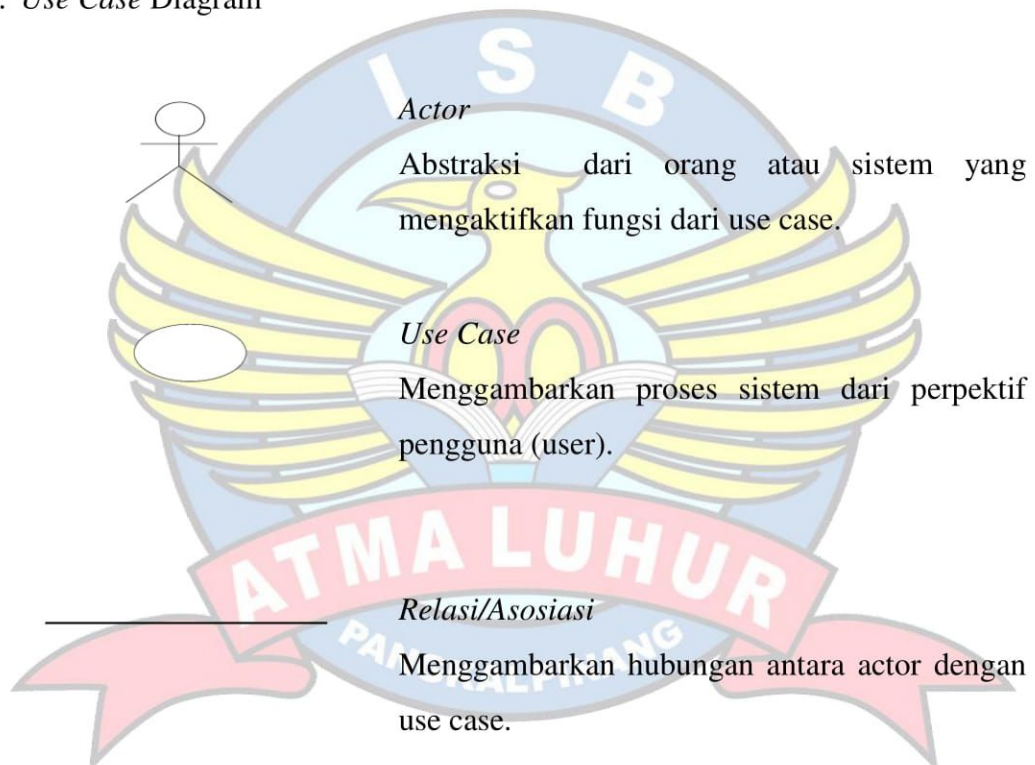 . Use Case Diagram
I S B
Actor
Abstraksi dari orang atau sistem yang
mengaktifkan fungsi dari use case.
Use Case
Menggambarkan proses sistem dari perpektif
pengguna (user).
ATMA LUHUR
Relasi/Asosiasi
PANGKALPINANG
Menggambarkan hubungan antara actor dengan
use case.